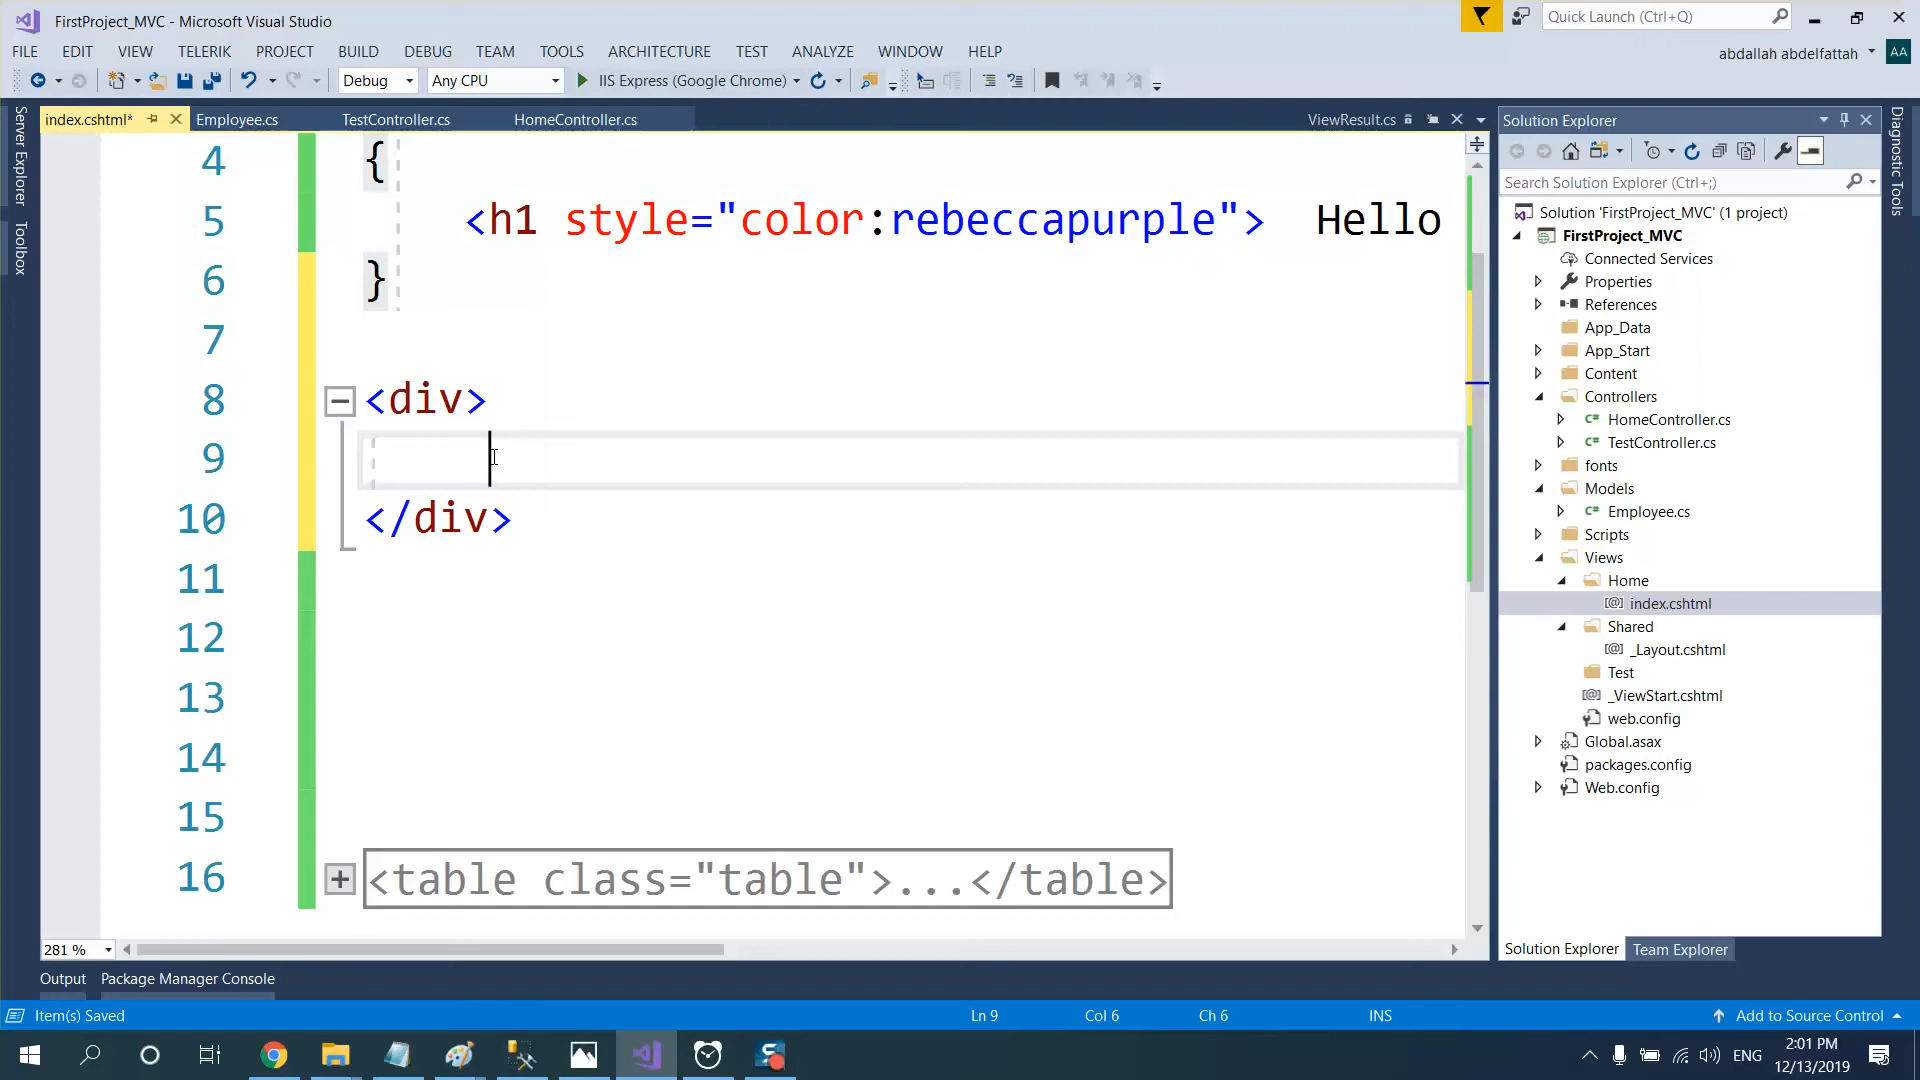 FirstProject_MVC - Microsoft Visual Studio
Quick Launch (Ctrl+Q)
FILE EDIT VIEW TELERIK PROJECT BUILD DEBUG TEAM TOOLS ARCHITECTURE TEST ANALYZE WINDOW HELP
abdallah abdelfattah AA
Debug Any CPU IIS Express (Google Chrome)
index.cshtml* Employee.cs TestController.cs HomeController.cs ViewResult.cs
Server Explorer
Toolbox
4 {
5 <h1 style="color:rebeccapurple"> Hello
6 }
7
8 <div>
9
10 </div>
11
12
13
14
15
16 <table class="table">...</table>
281 %
Output Package Manager Console
Solution Explorer
Search Solution Explorer (Ctrl+;)
Solution 'FirstProject_MVC' (1 project)
FirstProject_MVC
Connected Services
Properties
References
App_Data
App_Start
Content
Controllers
C# HomeController.cs
C# TestController.cs
fonts
Models
C# Employee.cs
Scripts
Views
Home
[@] index.cshtml
Shared
[@] _Layout.cshtml
Test
[@] _ViewStart.cshtml
web.config
Global.asax
packages.config
Web.config
Solution Explorer Team Explorer
Diagnostic Tools
Item(s) Saved Ln 9 Col 6 Ch 6 INS Add to Source Control
ENG
2:01 PM
12/13/2019